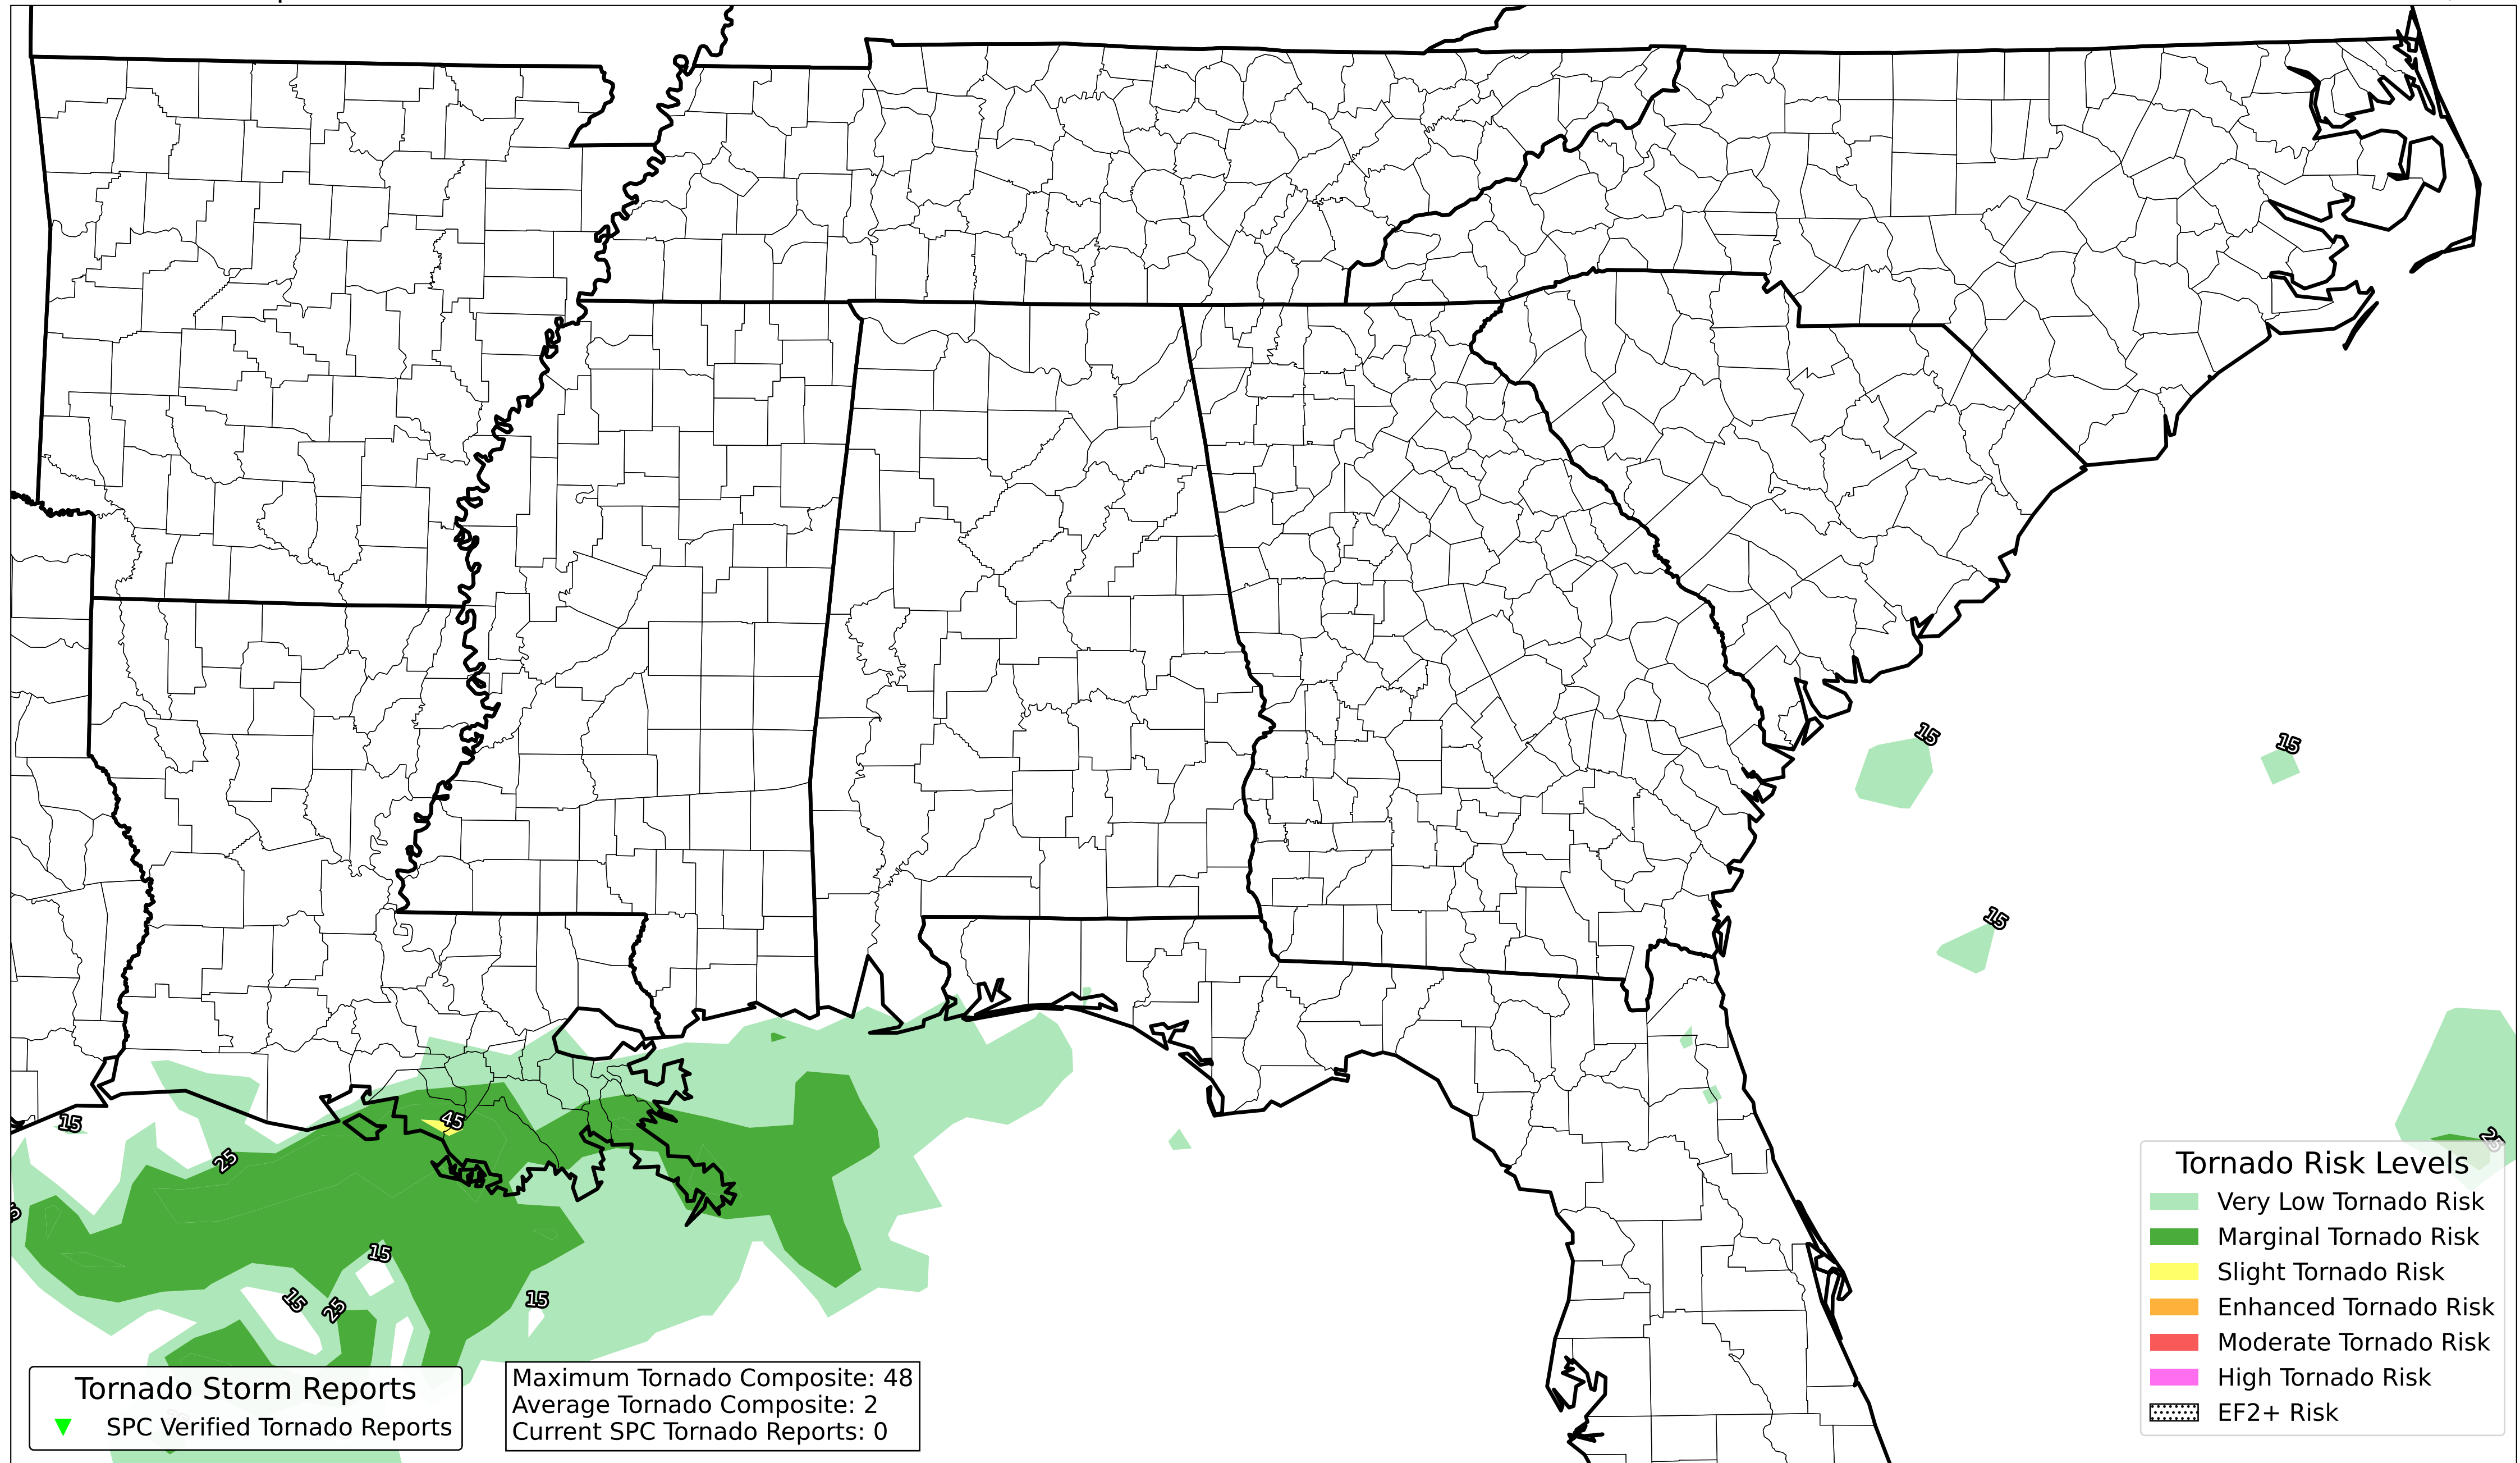 15
15
15
15
45
25
25
15
15
25
15
Tornado Risk Levels
Very Low Tornado Risk
Marginal Tornado Risk
Slight Tornado Risk
Enhanced Tornado Risk
Moderate Tornado Risk
High Tornado Risk
EF2+ Risk
Tornado Storm Reports
SPC Verified Tornado Reports
Maximum Tornado Composite: 48
Average Tornado Composite: 2
Current SPC Tornado Reports: 0